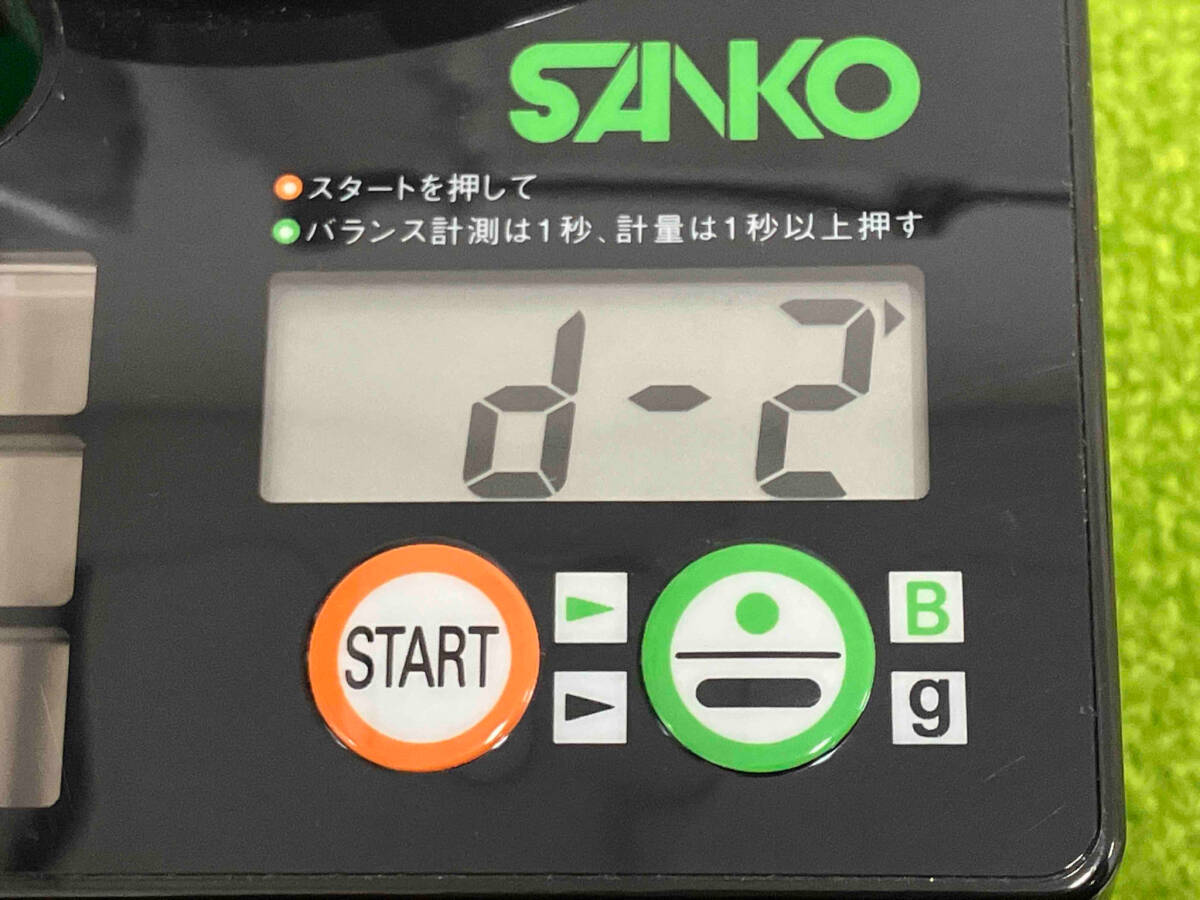 SANKO
スタートを押して
バランス計測は1秒、計量は1秒以上押す
d-2
START
B
g